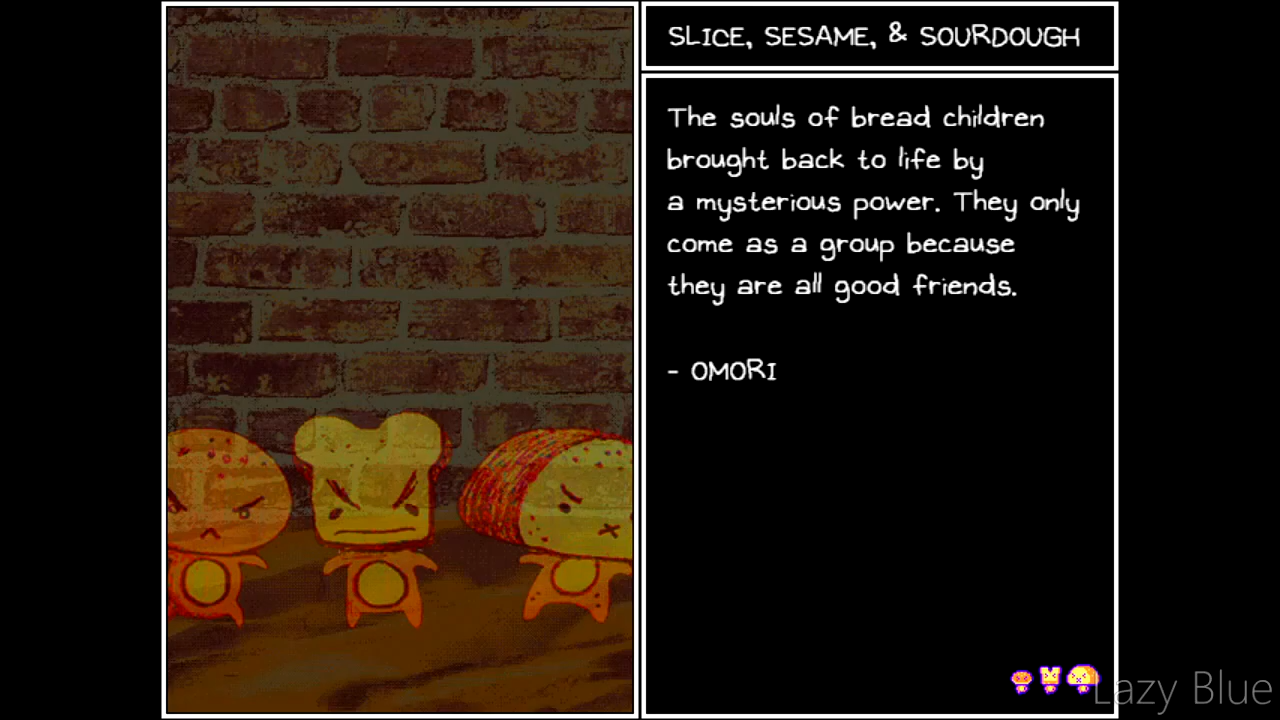 SLICE, SESAME, & SOURDOUGH
The souls of bread children
brought back to life by
a mysterious power. They only
come as a group because
they are all good friends.
- OMORI
Lazy Blue